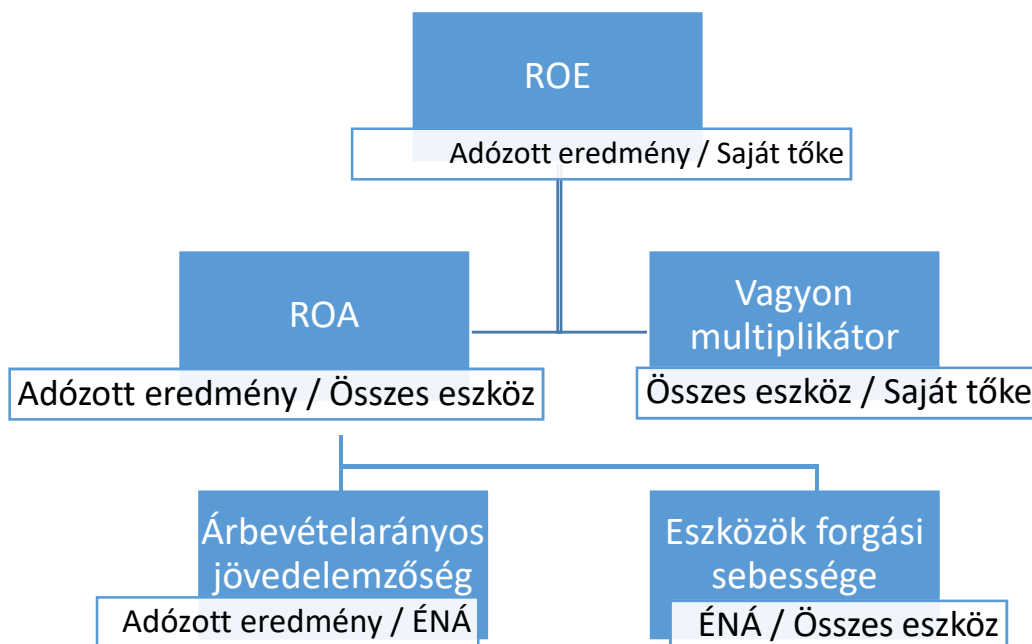 ROE
Adózott eredmény / Saját tőke
ROA
Adózott eredmény / Összes eszköz
Vagyon
multiplikátor
Összes eszköz / Saját tőke
Árbevételarányos
jövedelemzőség
Adózott eredmény / ÉNÁ
Eszközök forgási
sebessége
ÉNÁ / Összes eszköz